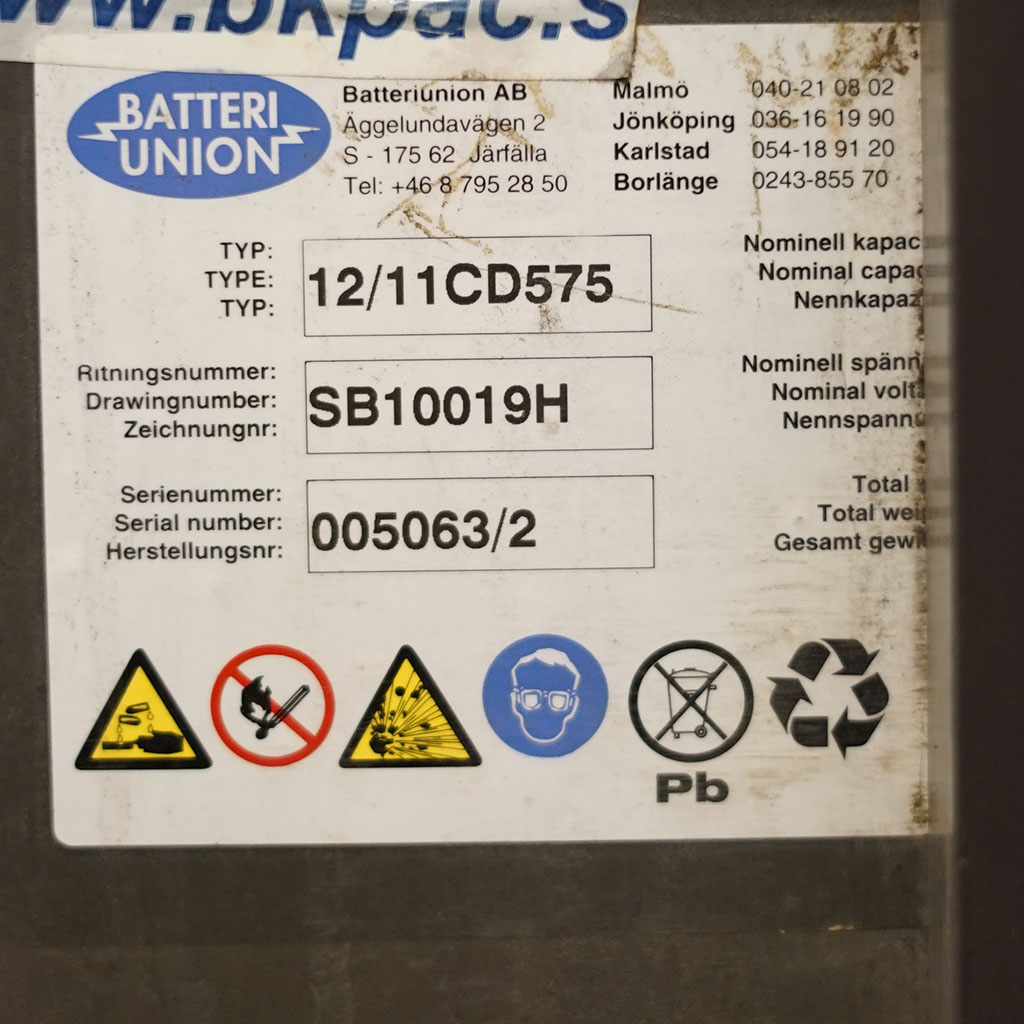 www.bkpac.s
BATTERI
UNION
Batteriunion AB
Äggelundavägen 2
S - 175 62 Järfälla
Tel: +46 8 795 28 50
Malmö 040-21 08 02
Jönköping 036-16 19 90
Karlstad 054-18 91 20
Borlänge 0243-855 70
TYP:
TYPE:
TYP:
12/11CD575
Nominell kapac
Nominal capac
Nennkapaz
Ritningsnummer:
Drawingnumber:
Zeichnungnr:
SB10019H
Nominell spänn
Nominal volta
Nennspannu
Serienummer:
Serial number:
Herstellungsnr:
005063/2
Total
Total wei
Gesamt gewi
Pb